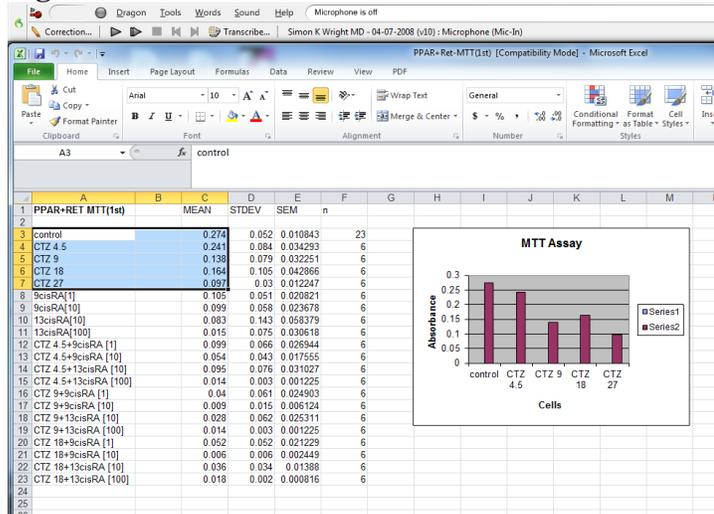 Dragon Tools Words Sound Help Microphone is off
Correction... Transcribe... Simon K Wright MD - 04-07-2008 (v10) : Microphone (Mic-In)
PPAR+Ret-MTT(1st) [Compatibility Mode] - Microsoft Excel
File Home Insert Page Layout Formulas Data Review View PDF
Paste
Cut
Copy
Format Painter
Arial 10 A A
B I U A
Wrap Text
Merge & Center
General
$ % , .0 .00 .00 .0
Conditional Formatting
Format as Table
Cell Styles
Clipboard Font Alignment Number Styles
A3 fx control
A B C D E F G H I J K L M
1 PPAR+RET MTT(1st) MEAN STDEV SEM n
2
3 control 0.274 0.052 0.010843 23
4 CTZ 4.5 0.241 0.084 0.034293 6
5 CTZ 9 0.138 0.079 0.032251 6
6 CTZ 18 0.164 0.105 0.042866 6
7 CTZ 27 0.097 0.03 0.012247 6
8 9cisRA[1] 0.105 0.051 0.020821 6
9 9cisRA[10] 0.099 0.058 0.023678 6
10 13cisRA[10] 0.083 0.143 0.058379 6
11 13cisRA[100] 0.015 0.075 0.030618 6
12 CTZ 4.5+9cisRA [1] 0.099 0.066 0.026944 6
13 CTZ 4.5+9cisRA [10] 0.054 0.043 0.017555 6
14 CTZ 4.5+13cisRA [10] 0.095 0.076 0.031027 6
15 CTZ 4.5+13cisRA [100] 0.014 0.003 0.001225 6
16 CTZ 9+9cisRA [1] 0.04 0.061 0.024903 6
17 CTZ 9+9cisRA [10] 0.009 0.015 0.006124 6
18 CTZ 9+13cisRA [10] 0.028 0.062 0.025311 6
19 CTZ 9+13cisRA [100] 0.014 0.003 0.001225 6
20 CTZ 18+9cisRA [1] 0.052 0.052 0.021229 6
21 CTZ 18+9cisRA [10] 0.006 0.006 0.002449 6
22 CTZ 18+13cisRA [10] 0.036 0.034 0.01388 6
23 CTZ 18+13cisRA [100] 0.018 0.002 0.000816 6
24
25
MTT Assay
0.3
0.25
0.2
0.15
0.1
0.05
0
Absorbance
control CTZ 4.5 CTZ 9 CTZ 18 CTZ 27
Cells
Series1
Series2